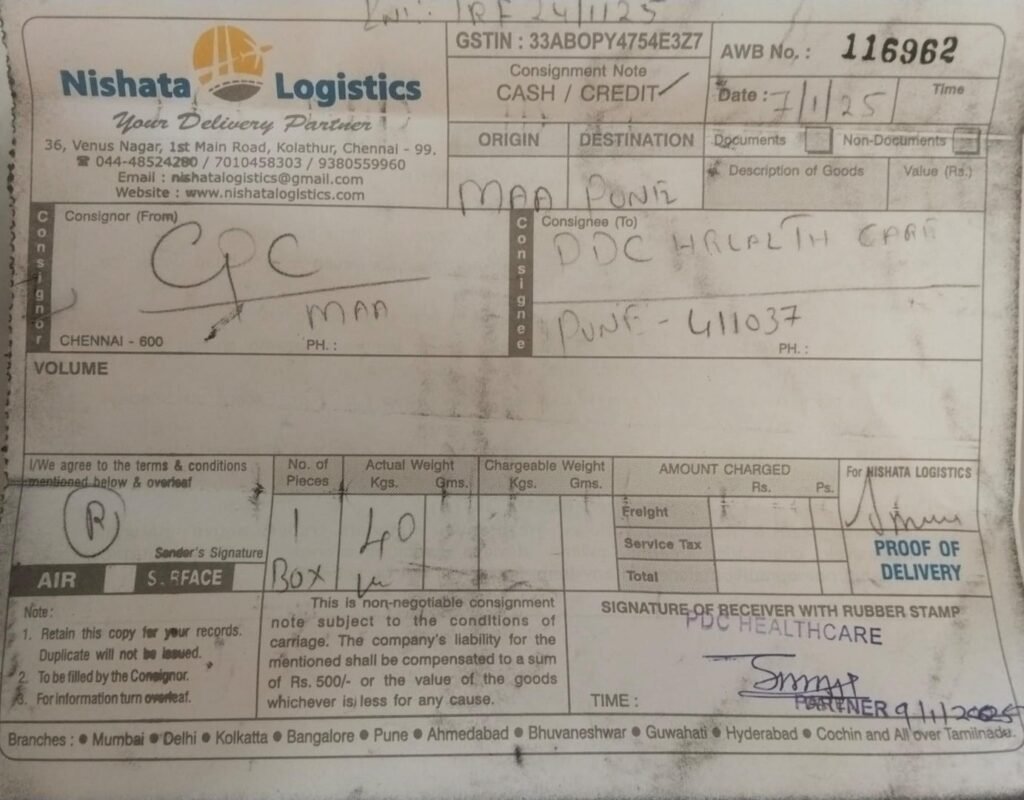 INV: IRF 24/1125
Nishata Logistics
Your Delivery Partner
36, Venus Nagar, 1st Main Road, Kolathur, Chennai - 99.
☎ 044-48524280 / 7010458303 / 9380559960
Email : nishatalogistics@gmail.com
Website : www.nishatalogistics.com
GSTIN : 33ABOPY4754E3Z7
Consignment Note
CASH / CREDIT ✓
AWB No. : 116962
Date : 7/1/25
Time
ORIGIN DESTINATION
MAA PUNE
Documents Non-Documents
Description of Goods Value (Rs.)
Consignor
Consignor (From)
CPC
MAA
CHENNAI - 600 PH. :
Consignee
Consignee (To)
PUNE - 411037
PH. :
VOLUME
I/We agree to the terms & conditions
mentioned below & overleaf
R
Sender's Signature
AIR SURFACE
No. of
Pieces
1
BOX
Actual Weight
Kgs. Gms.
40
Chargeable Weight
Kgs. Gms.
AMOUNT CHARGED
Rs. Ps.
Freight
Service Tax
Total
For NISHATA LOGISTICS
PROOF OF
DELIVERY
Note :
1. Retain this copy for your records.
Duplicate will not be issued.
2. To be filled by the Consignor.
3. For information turn overleaf.
This is non-negotiable consignment
note subject to the conditions of
carriage. The company's liability for the
mentioned shall be compensated to a sum
of Rs. 500/- or the value of the goods
whichever is less for any cause.
SIGNATURE OF RECEIVER WITH RUBBER STAMP
PDC HEALTHCARE
PARTNER 9/1/2025
TIME :
Branches : ● Mumbai ● Delhi ● Kolkatta ● Bangalore ● Pune ● Ahmedabad ● Bhuvaneshwar ● Guwahati ● Hyderabad ● Cochin and All over Tamilnadu.